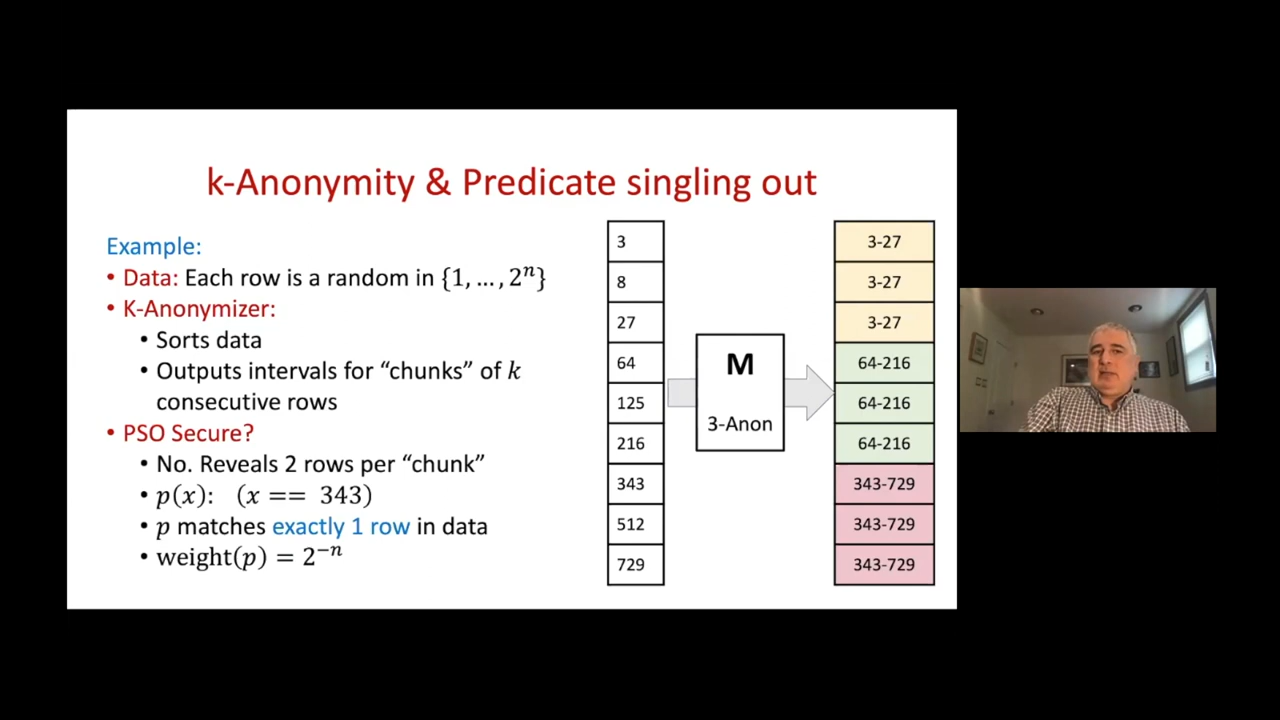 k-Anonymity & Predicate singling out
Example:
• Data: Each row is a random in {1, …, 2ⁿ}
• K-Anonymizer:
• Sorts data
• Outputs intervals for “chunks” of k
consecutive rows
• PSO Secure?
• No. Reveals 2 rows per “chunk”
• p(x): (x == 343)
• p matches exactly 1 row in data
• weight(p) = 2⁻ⁿ
3
8
27
64
125
216
343
512
729
M
3-Anon
3-27
3-27
3-27
64-216
64-216
64-216
343-729
343-729
343-729